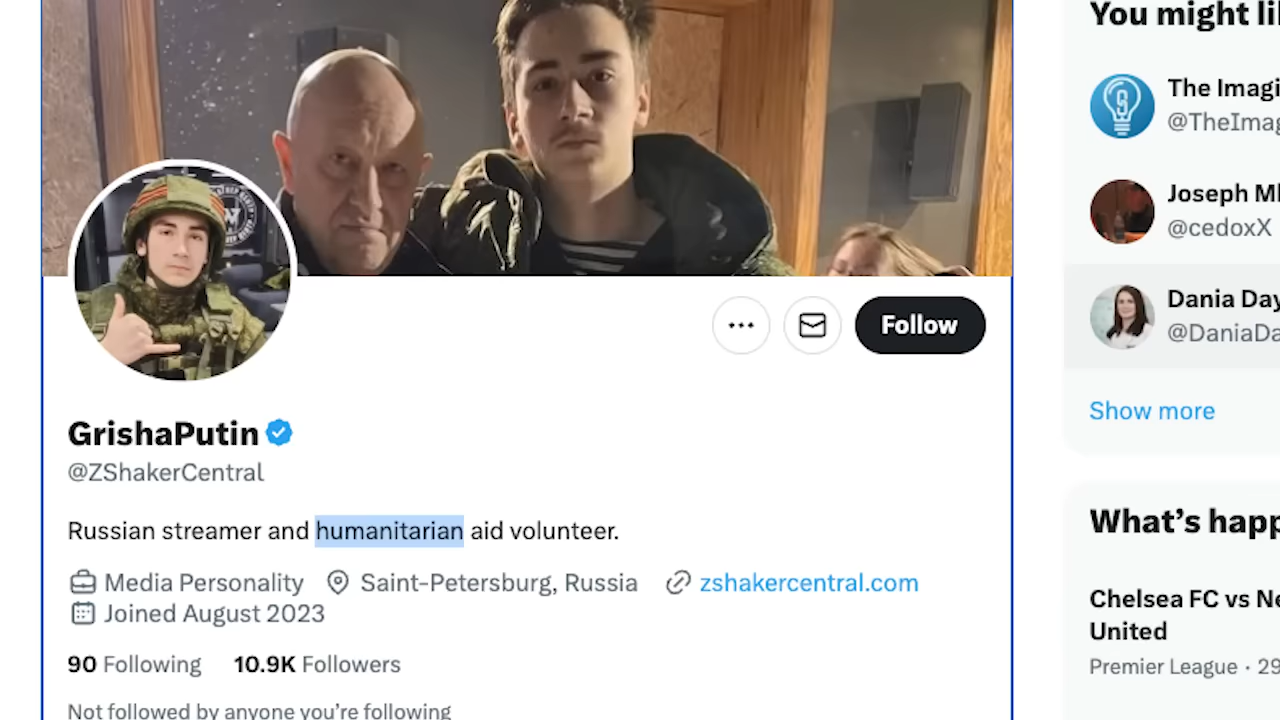 You might li
The Imagi
@TheImag
Joseph M
@cedoxX
Dania Day
@DaniaDa
Show more
What's happ
Chelsea FC vs Ne
United
Premier League · 29
Follow
GrishaPutin
@ZShakerCentral
Russian streamer and humanitarian aid volunteer.
Media Personality Saint-Petersburg, Russia zshakercentral.com
Joined August 2023
90 Following 10.9K Followers
Not followed by anyone you're following